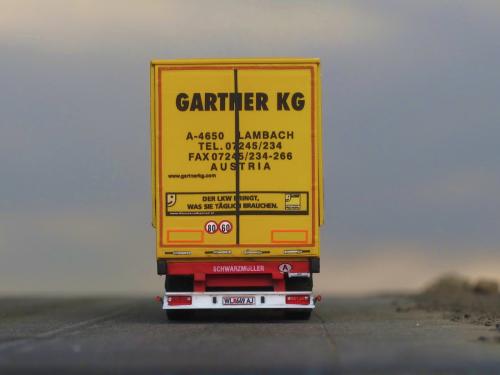 GARTNER KG
A-4650 LAMBACH
TEL. 07245/234
FAX 07245/234-266
AUSTRIA
www.gartnerkg.com
DER LKW BRINGT,
WAS SIE TÄGLICH BRAUCHEN.
80 60
SCHWARZMÜLLER
A